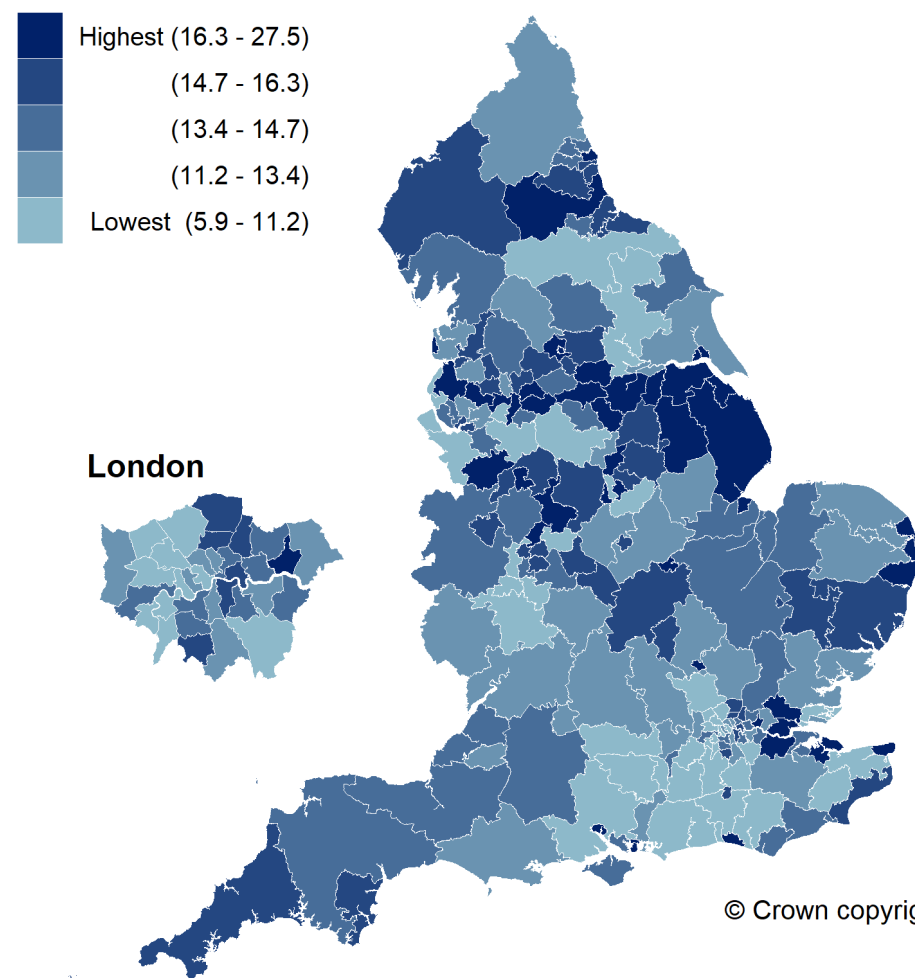 Highest (16.3 - 27.5)
(14.7 - 16.3)
(13.4 - 14.7)
(11.2 - 13.4)
Lowest (5.9 - 11.2)
London
© Crown copyrig